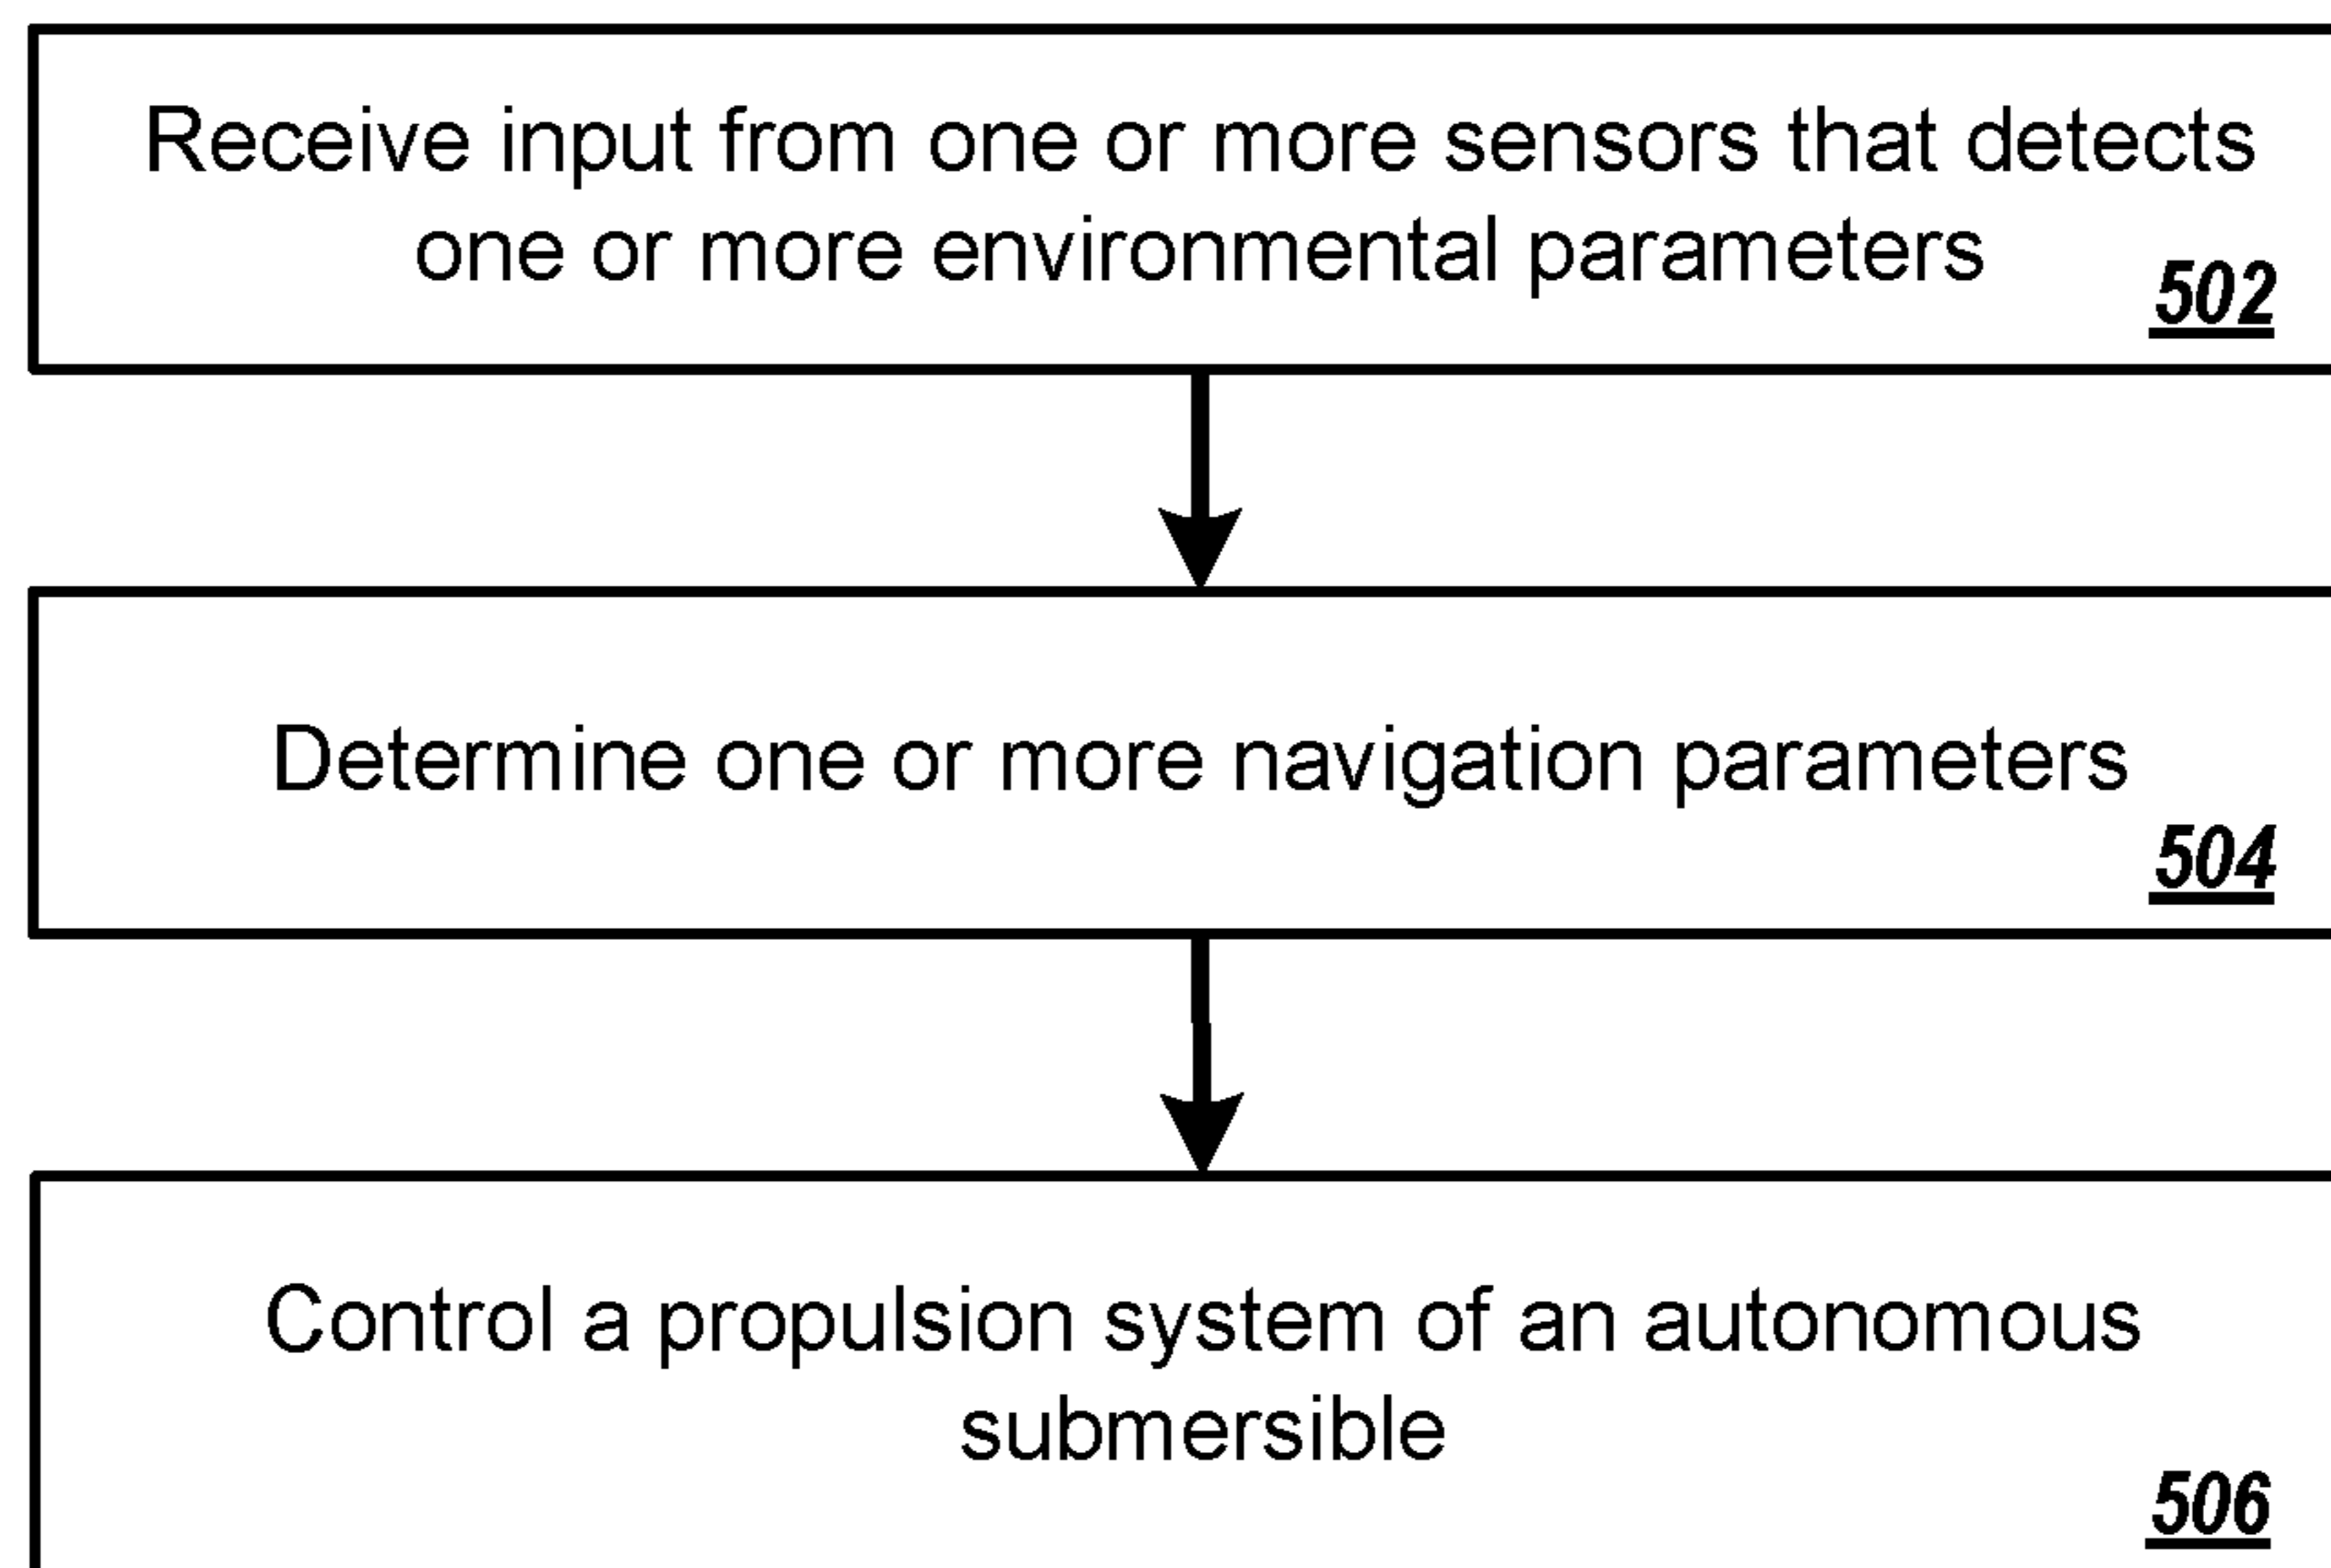 Receive input from one or more sensors that detects
one or more environmental parameters
502
Determine one or more navigation parameters
504
Control a propulsion system of an autonomous
submersible
506